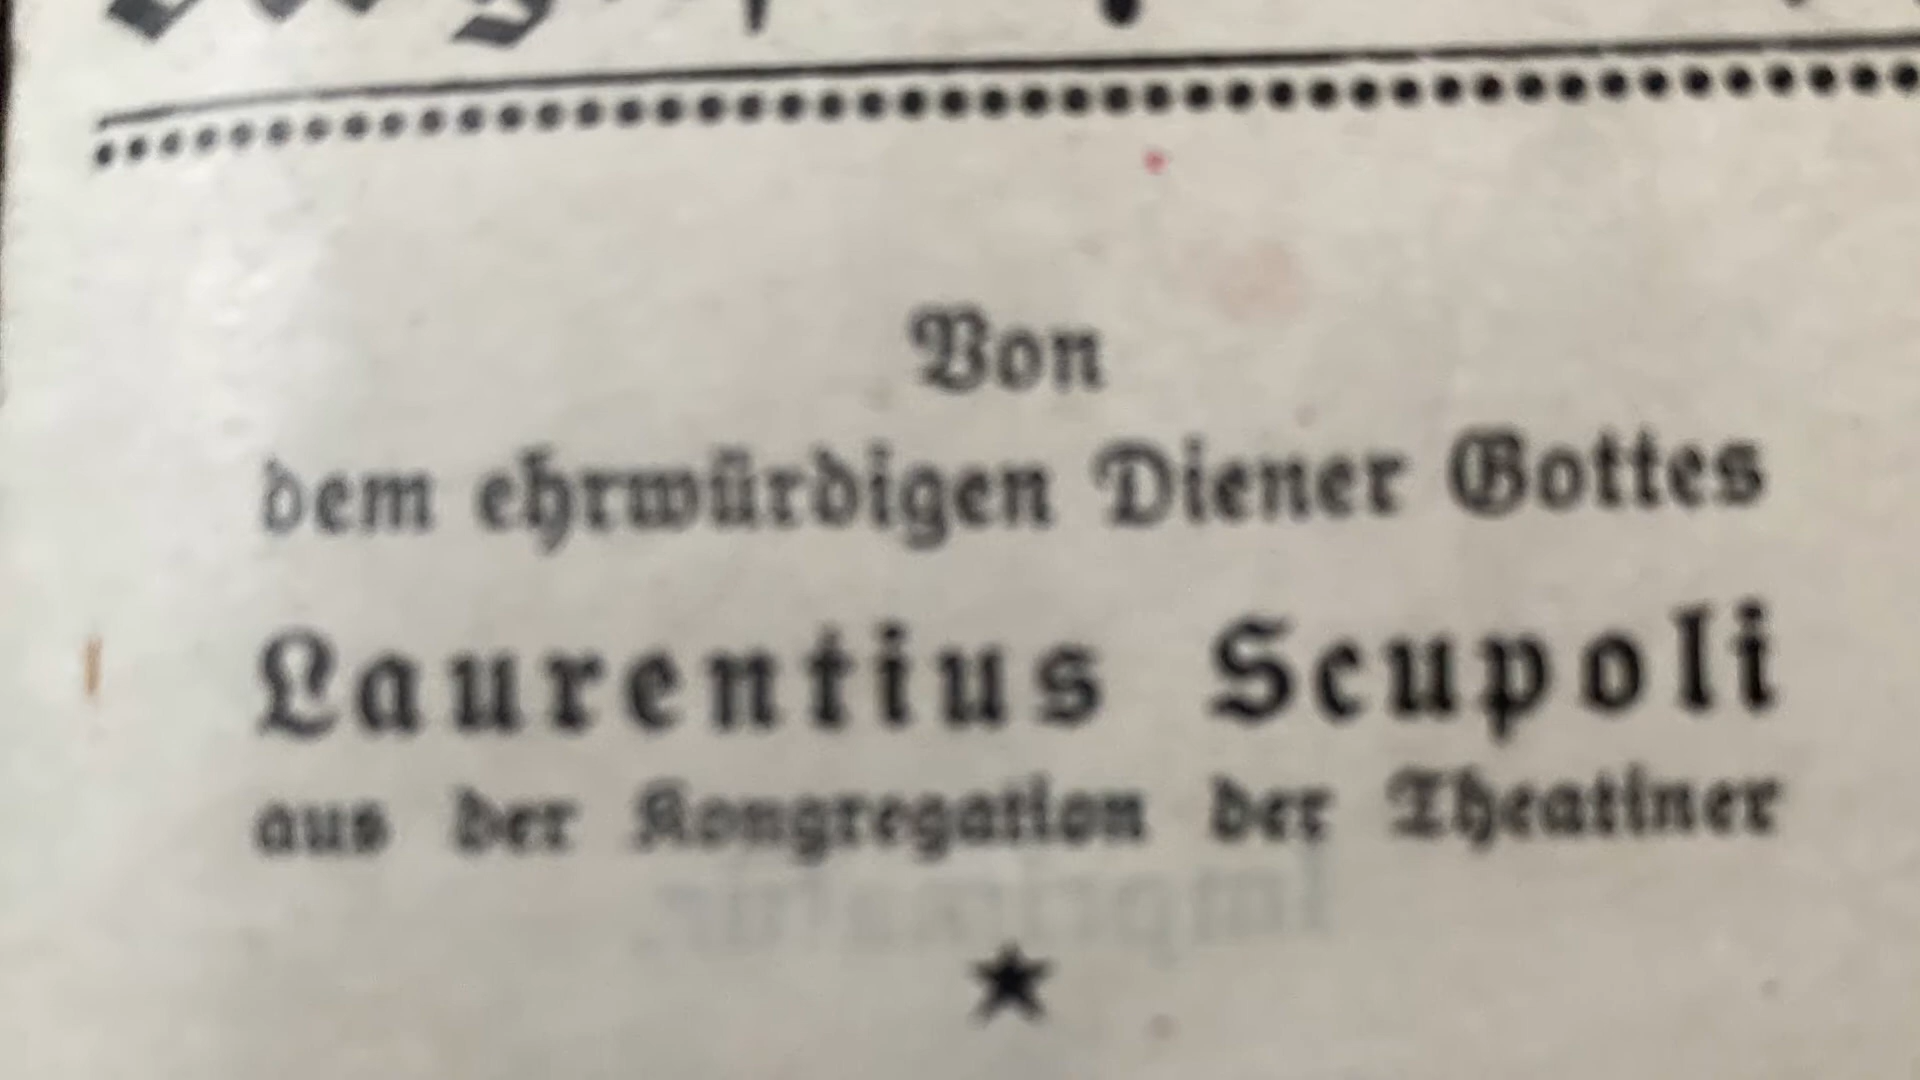 Von
dem ehrwürdigen Diener Gottes
Laurentius Scupoli
aus der Kongregation der Theatiner